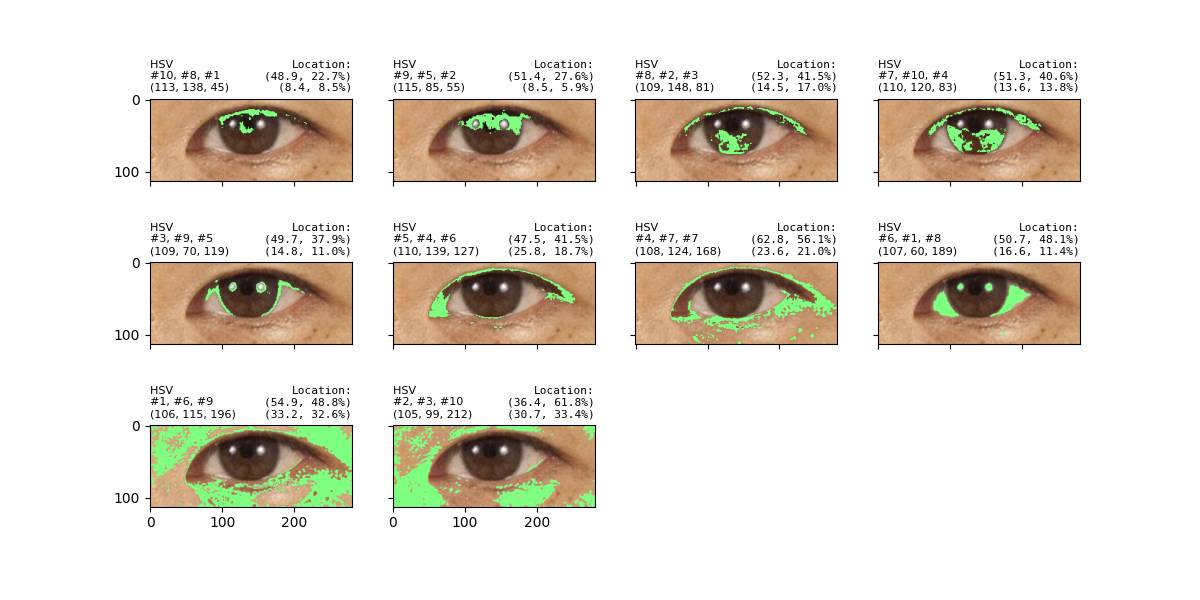 HSV Location:
#10, #8, #1 (48.9, 22.7%)
(113, 138, 45) (8.4, 8.5%)
HSV Location:
#9, #5, #2 (51.4, 27.6%)
(115, 85, 55) (8.5, 5.9%)
HSV Location:
#8, #2, #3 (52.3, 41.5%)
(109, 148, 81) (14.5, 17.0%)
HSV Location:
#7, #10, #4 (51.3, 40.6%)
(110, 120, 83) (13.6, 13.8%)
0
100
HSV Location:
#3, #9, #5 (49.7, 37.9%)
(109, 70, 119) (14.8, 11.0%)
HSV Location:
#5, #4, #6 (47.5, 41.5%)
(110, 139, 127) (25.8, 18.7%)
HSV Location:
#4, #7, #7 (62.8, 56.1%)
(108, 124, 168) (23.6, 21.0%)
HSV Location:
#6, #1, #8 (50.7, 48.1%)
(107, 60, 189) (16.6, 11.4%)
0
100
HSV Location:
#1, #6, #9 (54.9, 48.8%)
(106, 115, 196) (33.2, 32.6%)
HSV Location:
#2, #3, #10 (36.4, 61.8%)
(105, 99, 212) (30.7, 33.4%)
0
100
0 100 200
0 100 200